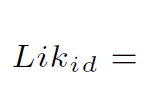 Lik_{id} =